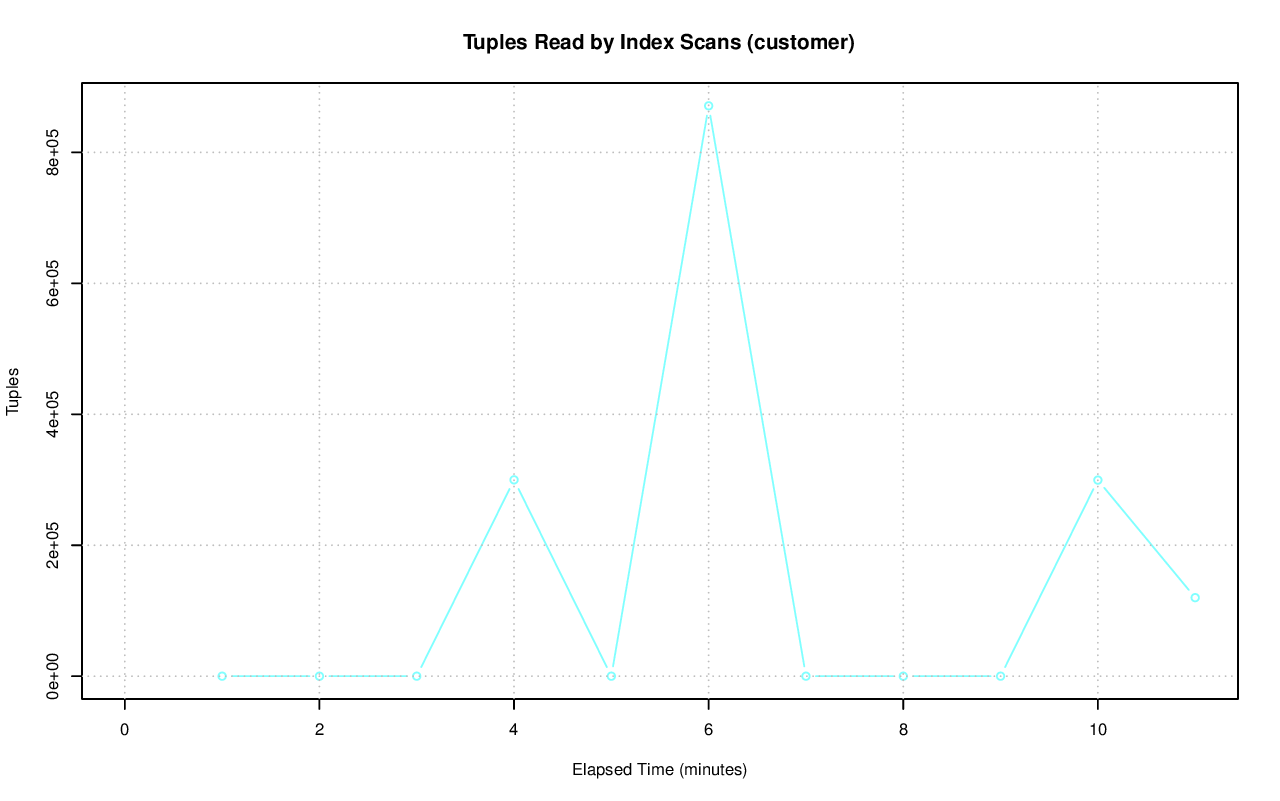 Tuples Read by Index Scans (customer)
8e+05
6e+05
4e+05
2e+05
0e+00
Tuples
0 2 4 6 8 10
Elapsed Time (minutes)